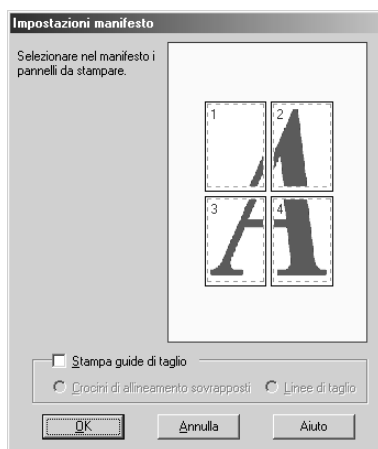 Impostazioni manifesto
Selezionare nel manifesto i
pannelli da stampare.
1 2
A
3 4
Stampa guide di taglio
Crocini di allineamento sovrapposti Linee di taglio
OK Annulla Aiuto